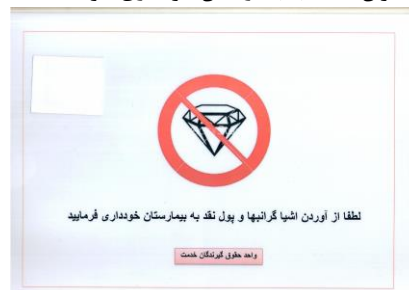 لطفا از آوردن اشیا گرانبها و پول نقد به بیمارستان خودداری فرمایید
واحد حقوق گیرندگان خدمت